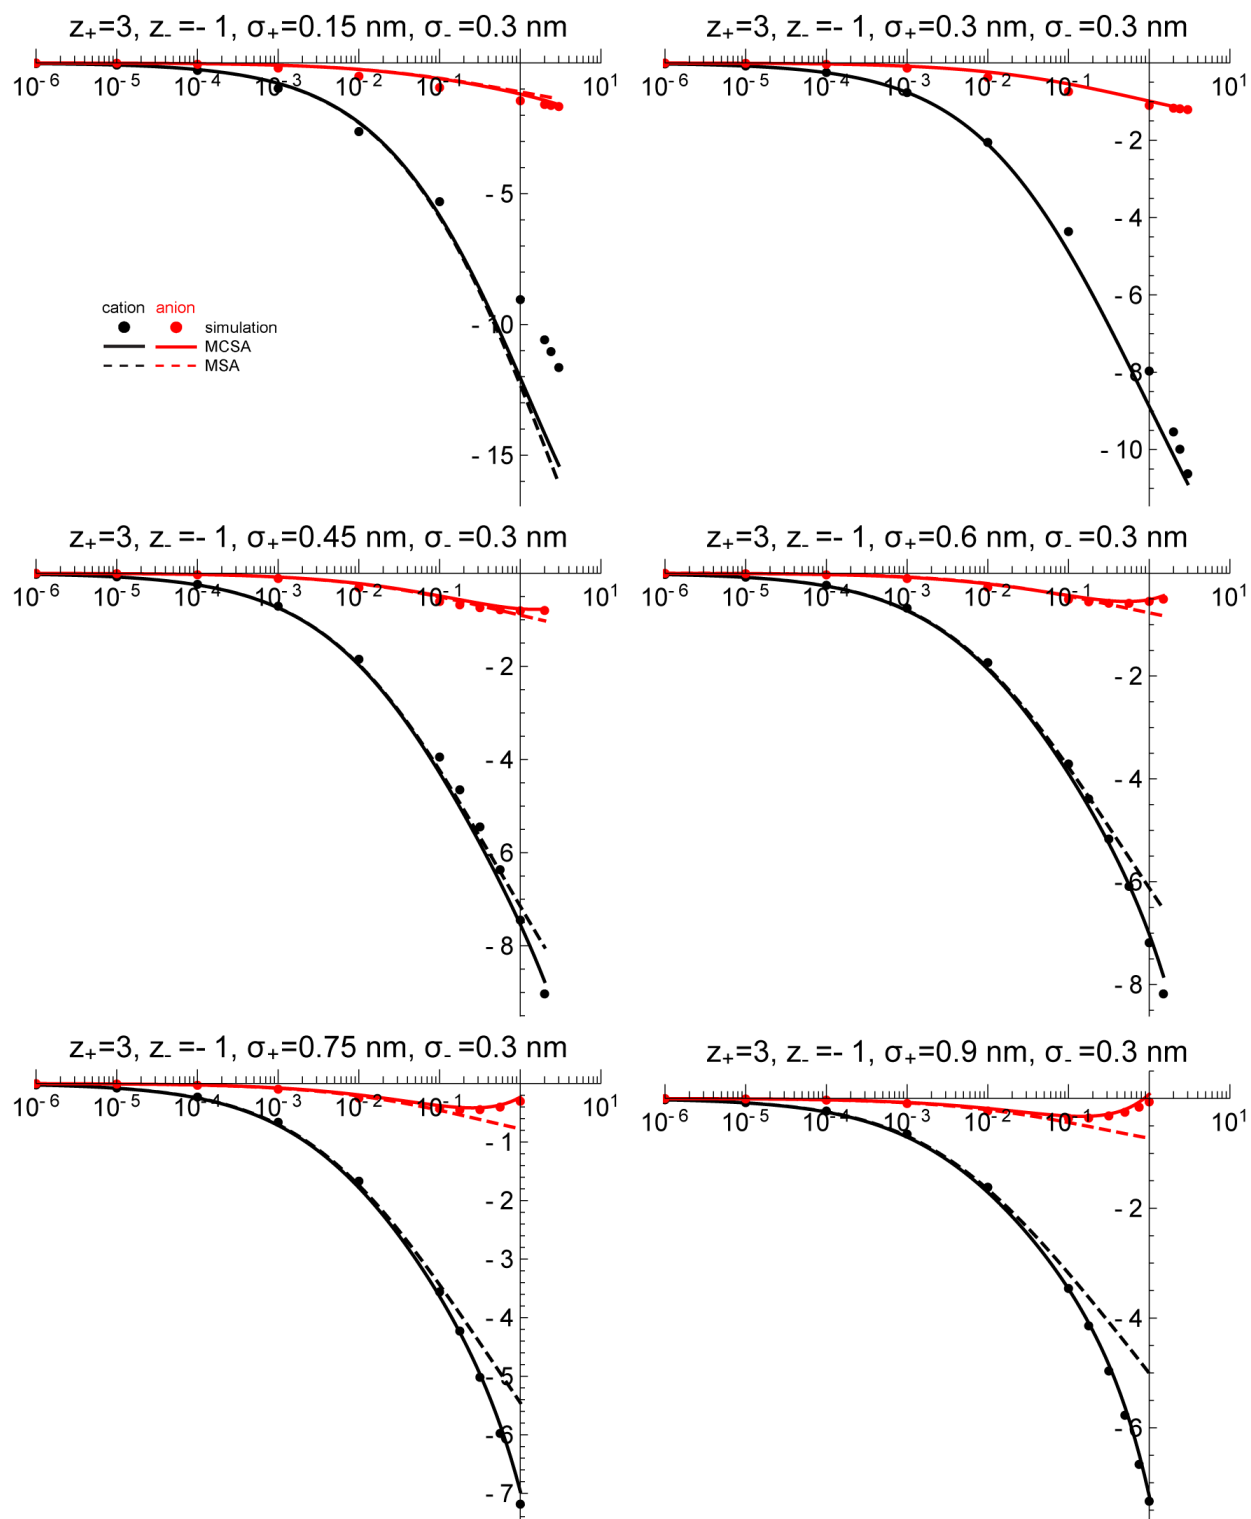 z₊=3, z₋=- 1, σ₊=0.15 nm, σ₋=0.3 nm
10⁻⁶ 10⁻⁵ 10⁻⁴ 10⁻³ 10⁻² 10⁻¹ 10¹
- 5
- 10
- 15
cation anion
simulation
MCSA
MSA
z₊=3, z₋=- 1, σ₊=0.3 nm, σ₋=0.3 nm
10⁻⁶ 10⁻⁵ 10⁻⁴ 10⁻³ 10⁻² 10⁻¹ 10¹
- 2
- 4
- 6
- 8
- 10
z₊=3, z₋=- 1, σ₊=0.45 nm, σ₋=0.3 nm
10⁻⁶ 10⁻⁵ 10⁻⁴ 10⁻³ 10⁻² 10⁻¹ 10¹
- 2
- 4
- 6
- 8
z₊=3, z₋=- 1, σ₊=0.6 nm, σ₋=0.3 nm
10⁻⁶ 10⁻⁵ 10⁻⁴ 10⁻³ 10⁻² 10⁻¹ 10¹
- 2
- 4
- 6
- 8
z₊=3, z₋=- 1, σ₊=0.75 nm, σ₋=0.3 nm
10⁻⁶ 10⁻⁵ 10⁻⁴ 10⁻³ 10⁻² 10⁻¹ 10¹
- 1
- 2
- 3
- 4
- 5
- 6
- 7
z₊=3, z₋=- 1, σ₊=0.9 nm, σ₋=0.3 nm
10⁻⁶ 10⁻⁵ 10⁻⁴ 10⁻³ 10⁻² 10⁻¹ 10¹
- 2
- 4
- 6